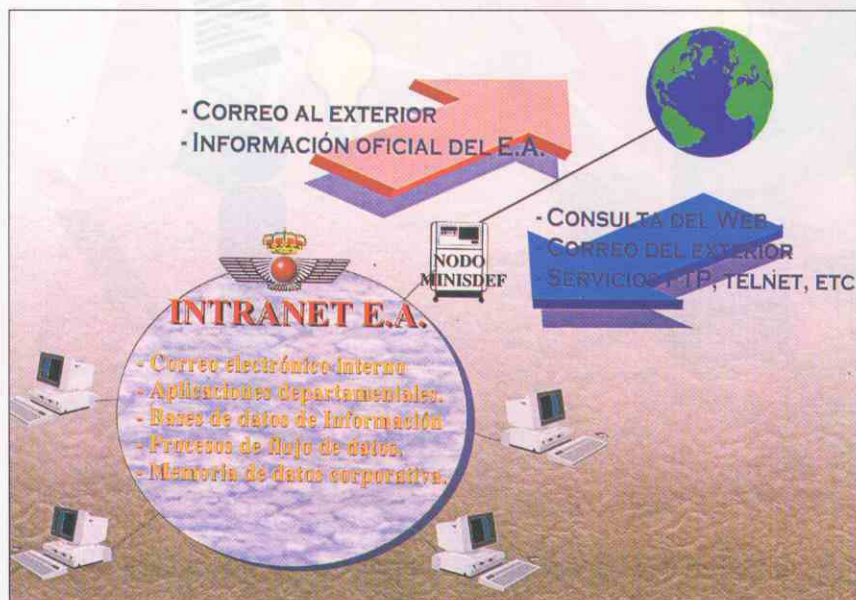 - CORREO AL EXTERIOR
- INFORMACIÓN OFICIAL DEL E.A.
- CONSULTA DEL WEB
- CORREO DEL EXTERIOR
- SERVICIOS FTP, TELNET, ETC
NODO
MINISDEF
INTRANET E.A.
- Correo electrónico interno
- Aplicaciones departamentales.
- Bases de datos de Información
- Procesos de flujo de datos.
- Memoria de datos corporativa.